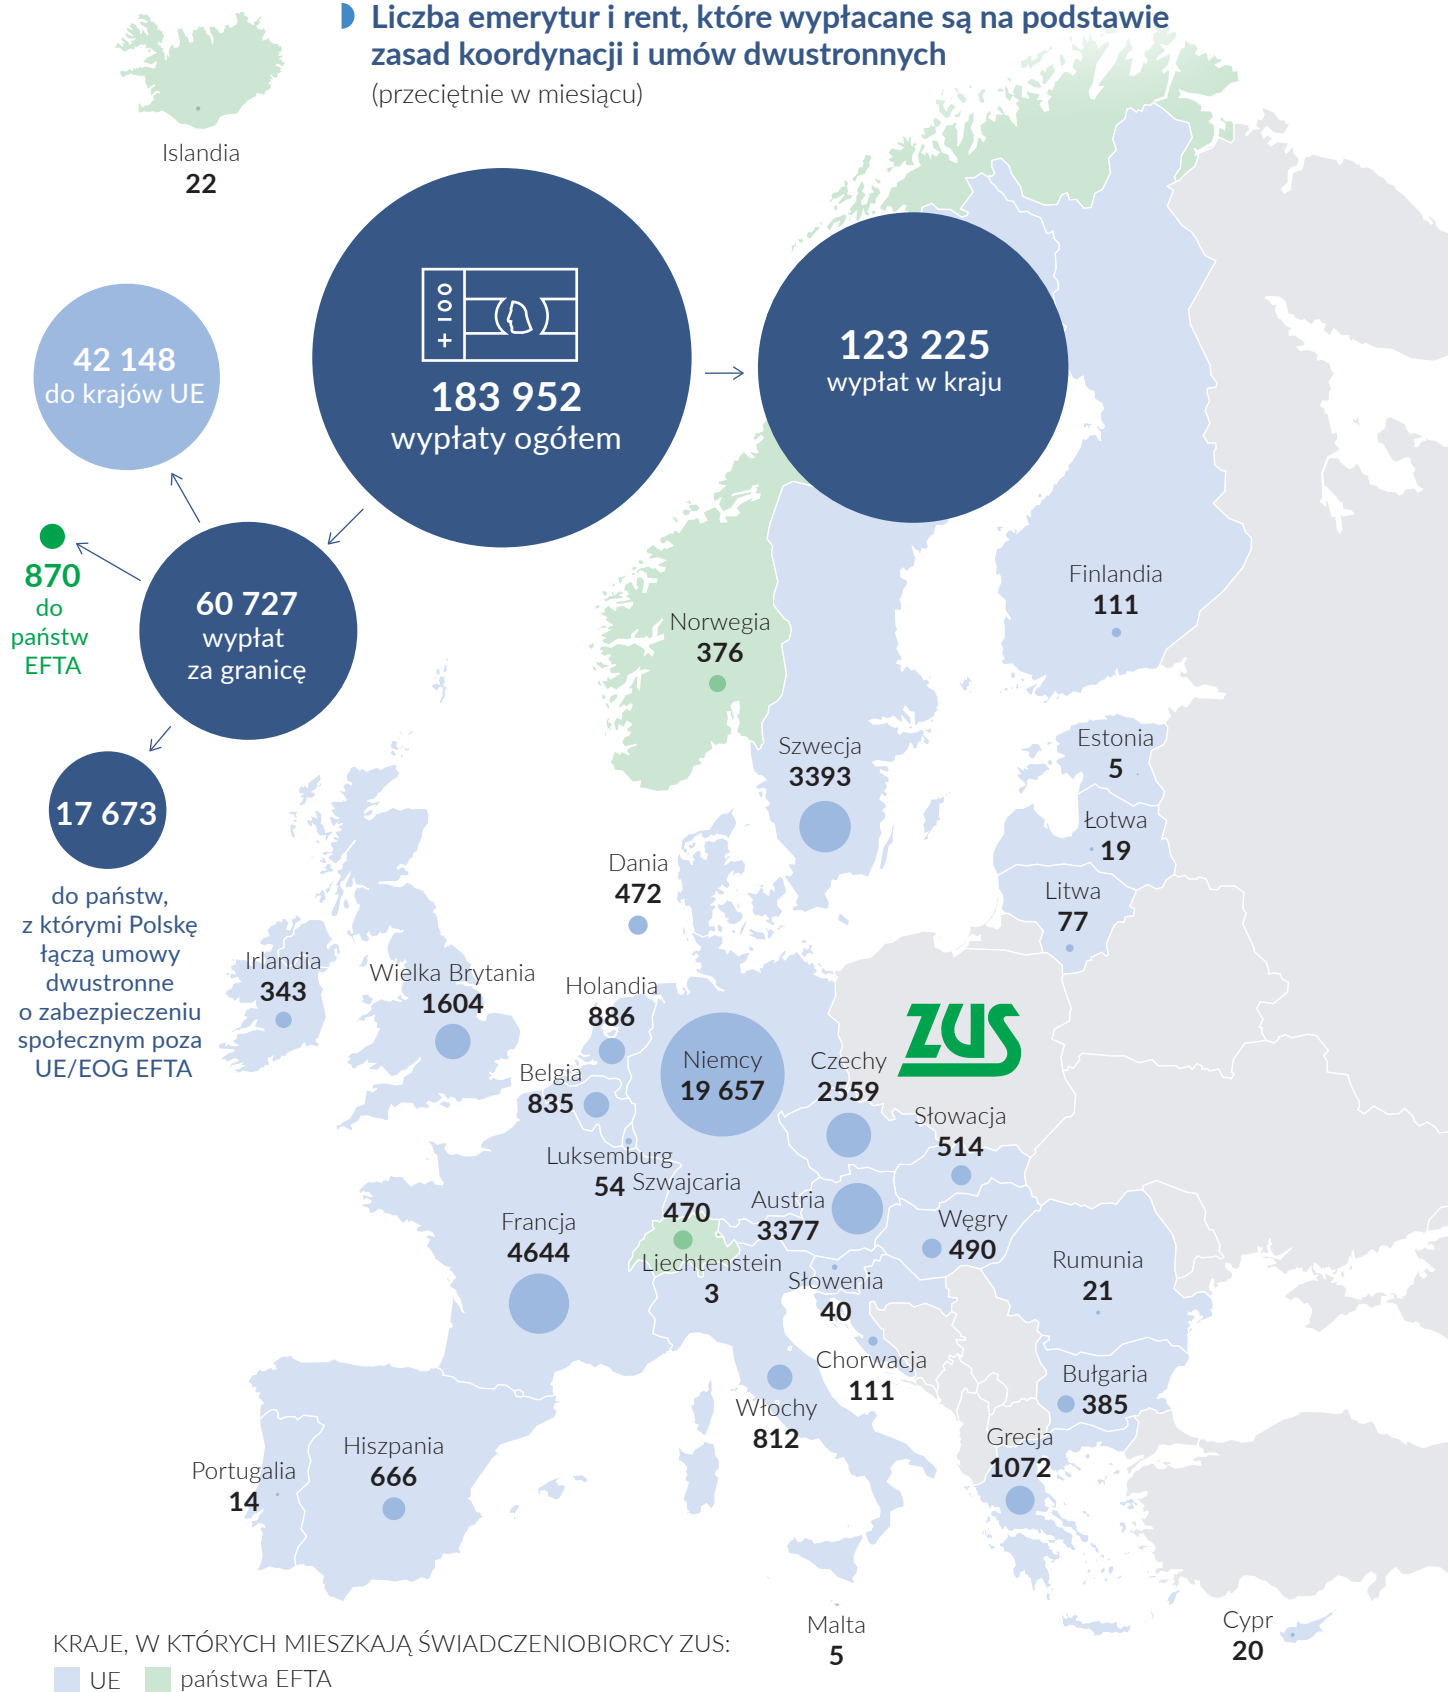 Liczba emerytur i rent, które wypłacane są na podstawie
zasad koordynacji i umów dwustronnych
(przeciętnie w miesiącu)
Islandia
22
+ 100
183 952
wypłaty ogółem
123 225
wypłat w kraju
42 148
do krajów UE
870
do
państw
EFTA
60 727
wypłat
za granicę
17 673
do państw,
z którymi Polskę
łączą umowy
dwustronne
o zabezpieczeniu
społecznym poza
UE/EOG EFTA
Finlandia
111
Norwegia
376
Szwecja
3393
Estonia
5
Łotwa
19
Litwa
77
Dania
472
Irlandia
343
Wielka Brytania
1604
Holandia
886
Belgia
835
Niemcy
19 657
Czechy
2559
ZUS
Słowacja
514
Luksemburg
54
Szwajcaria
470
Austria
3377
Francja
4644
Liechtenstein
3
Węgry
490
Słowenia
40
Rumunia
21
Chorwacja
111
Bułgaria
385
Włochy
812
Grecja
1072
Hiszpania
666
Portugalia
14
Malta
5
Cypr
20
KRAJE, W KTÓRYCH MIESZKAJĄ ŚWIADCZENIOBIORCY ZUS:
UE
państwa EFTA